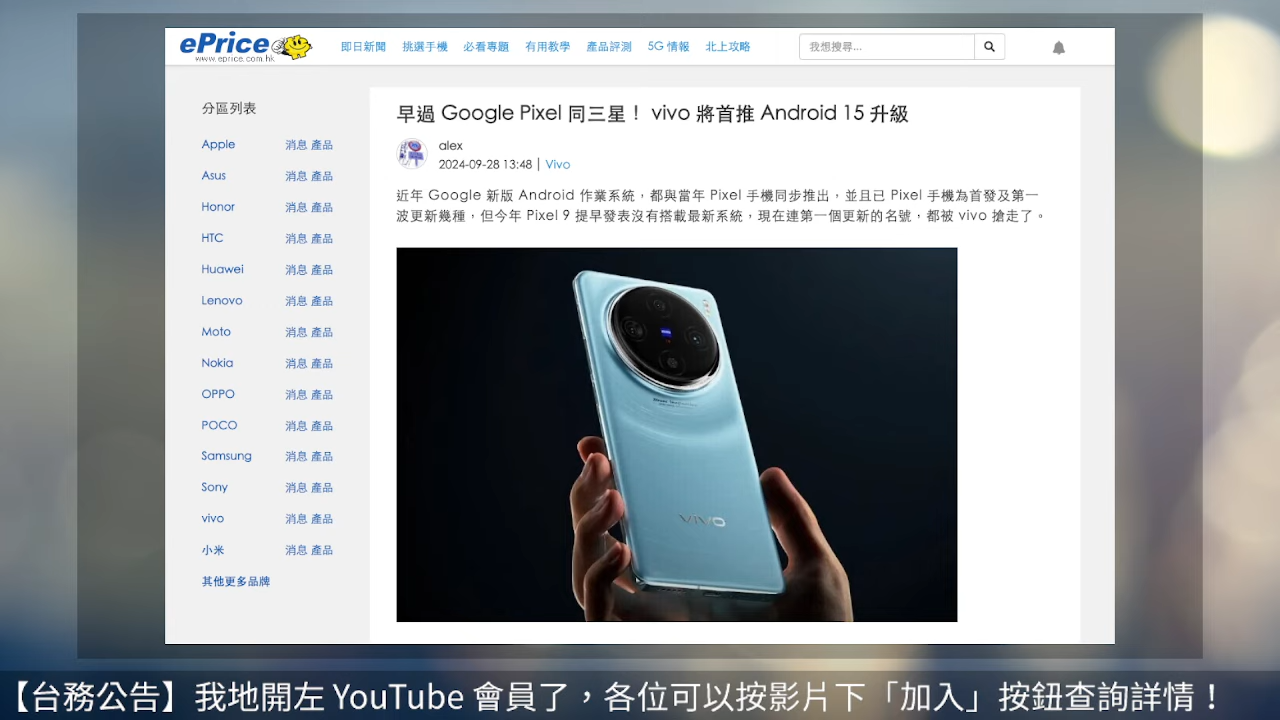 ePrice
www.eprice.com.hk
即日新聞 挑選手機 必看專題 有用教學 產品評測 5G 情報 北上攻略
我想搜尋...
分區列表
Apple 消息 產品
Asus 消息 產品
Honor 消息 產品
HTC 消息 產品
Huawei 消息 產品
Lenovo 消息 產品
Moto 消息 產品
Nokia 消息 產品
OPPO 消息 產品
POCO 消息 產品
Samsung 消息 產品
Sony 消息 產品
vivo 消息 產品
小米 消息 產品
其他更多品牌
早過 Google Pixel 同三星！ vivo 將首推 Android 15 升級
alex
2024-09-28 13:48 | Vivo
近年 Google 新版 Android 作業系統，都與當年 Pixel 手機同步推出，並且已 Pixel 手機為首發及第一
波更新幾種，但今年 Pixel 9 提早發表沒有搭載最新系統，現在連第一個更新的名號，都被 vivo 搶走了。
vivo
【台務公告】我地開左 YouTube 會員了，各位可以按影片下「加入」按鈕查詢詳情！